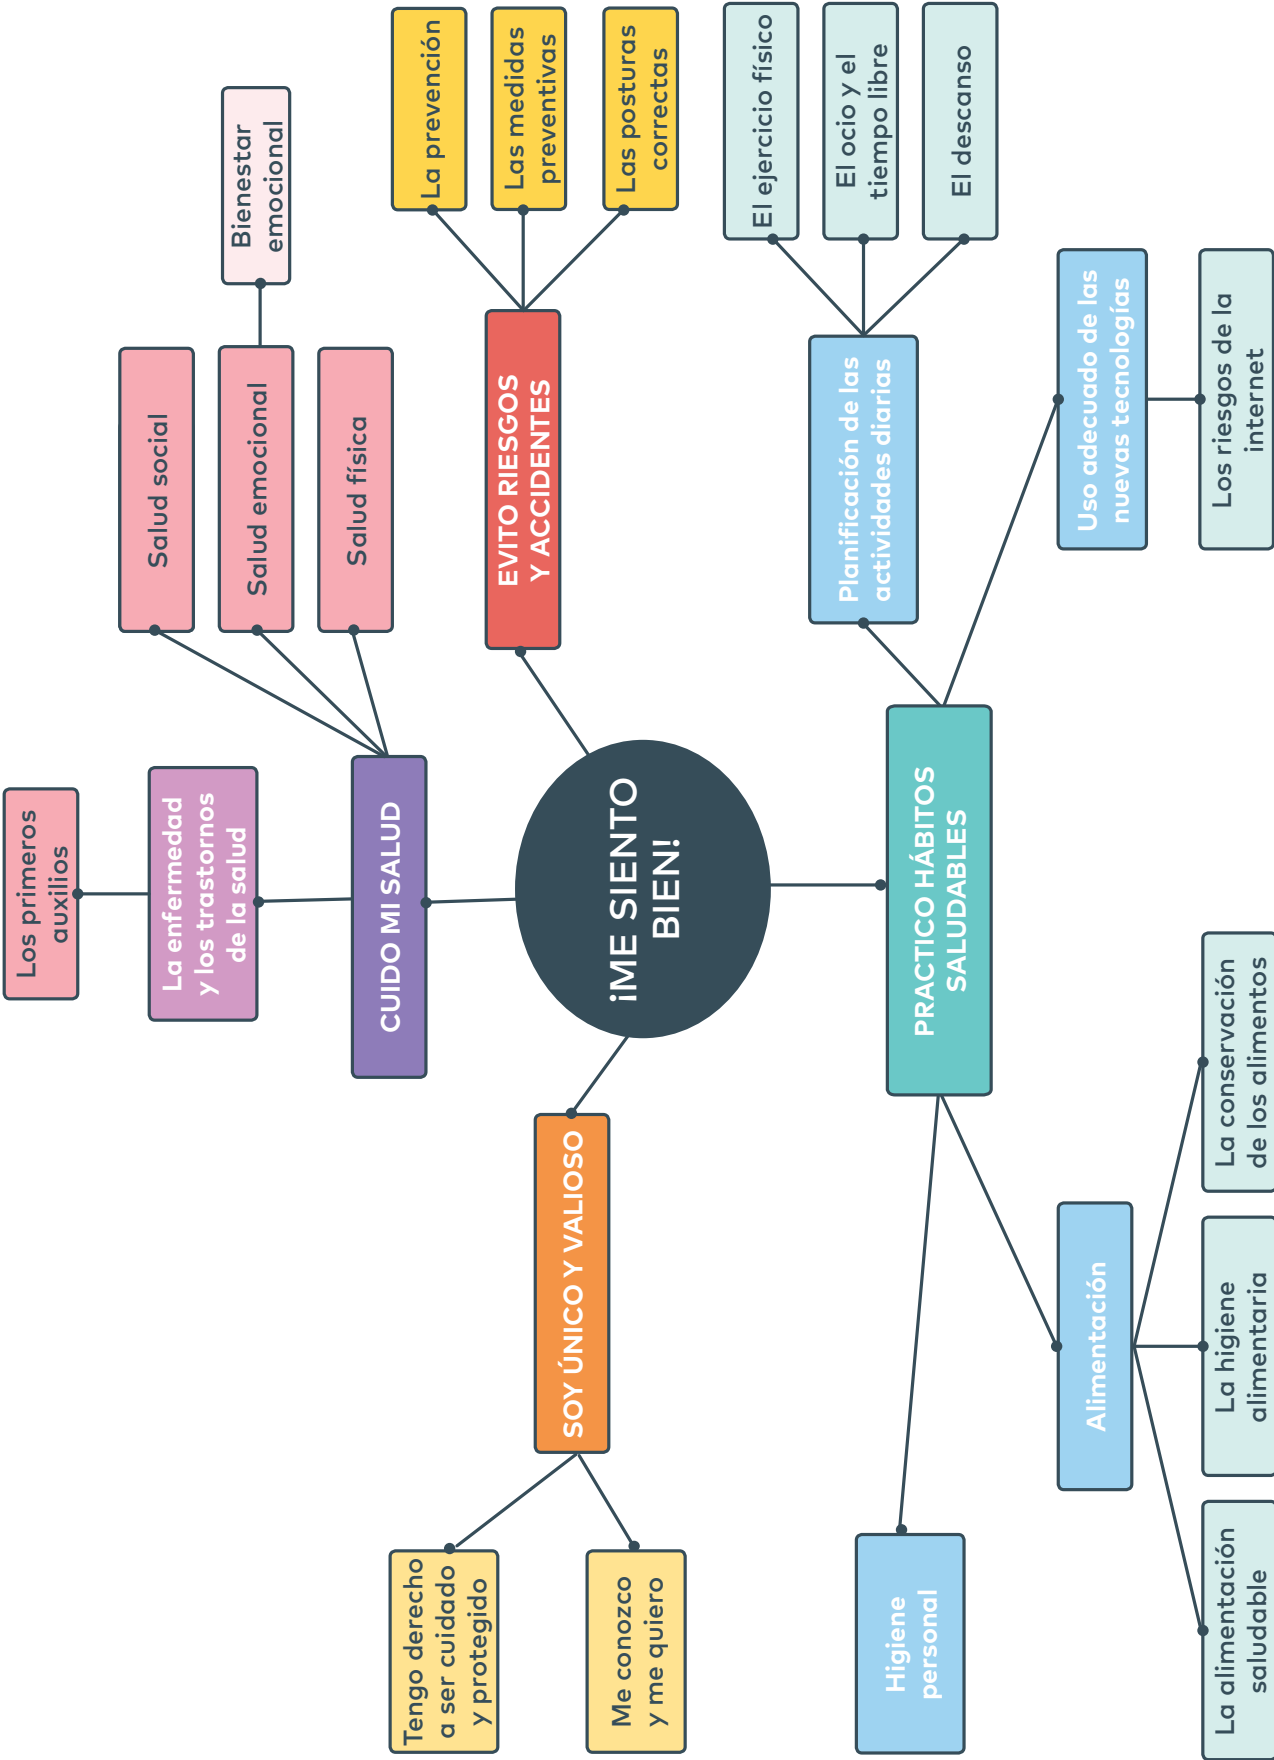 Los primeros
auxilios
La enfermedad
y los trastornos
de la salud
Salud social
Salud emocional
Salud física
Bienestar
emocional
CUIDO MI SALUD
Tengo derecho
a ser cuidado
y protegido
Me conozco
y me quiero
SOY ÚNICO Y VALIOSO
¡ME SIENTO
BIEN!
EVITO RIESGOS
Y ACCIDENTES
La prevención
Las medidas
preventivas
Las posturas
correctas
PRACTICO HÁBITOS
SALUDABLES
Higiene
personal
Alimentación
La alimentación
saludable
La higiene
alimentaria
La conservación
de los alimentos
Planificación de las
actividades diarias
El ejercicio físico
El ocio y el
tiempo libre
El descanso
Uso adecuado de las
nuevas tecnologías
Los riesgos de la
internet